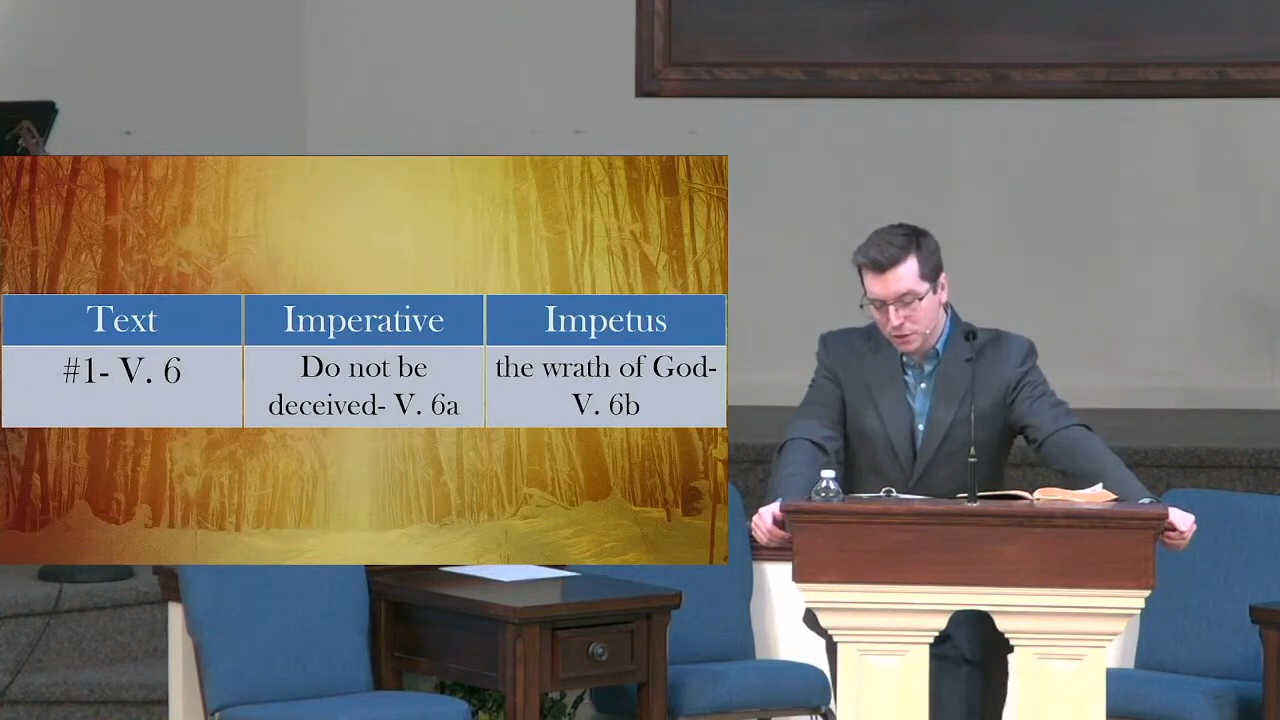 Text Imperative Impetus
#1- V. 6 Do not be the wrath of God-
deceived- V. 6a V. 6b